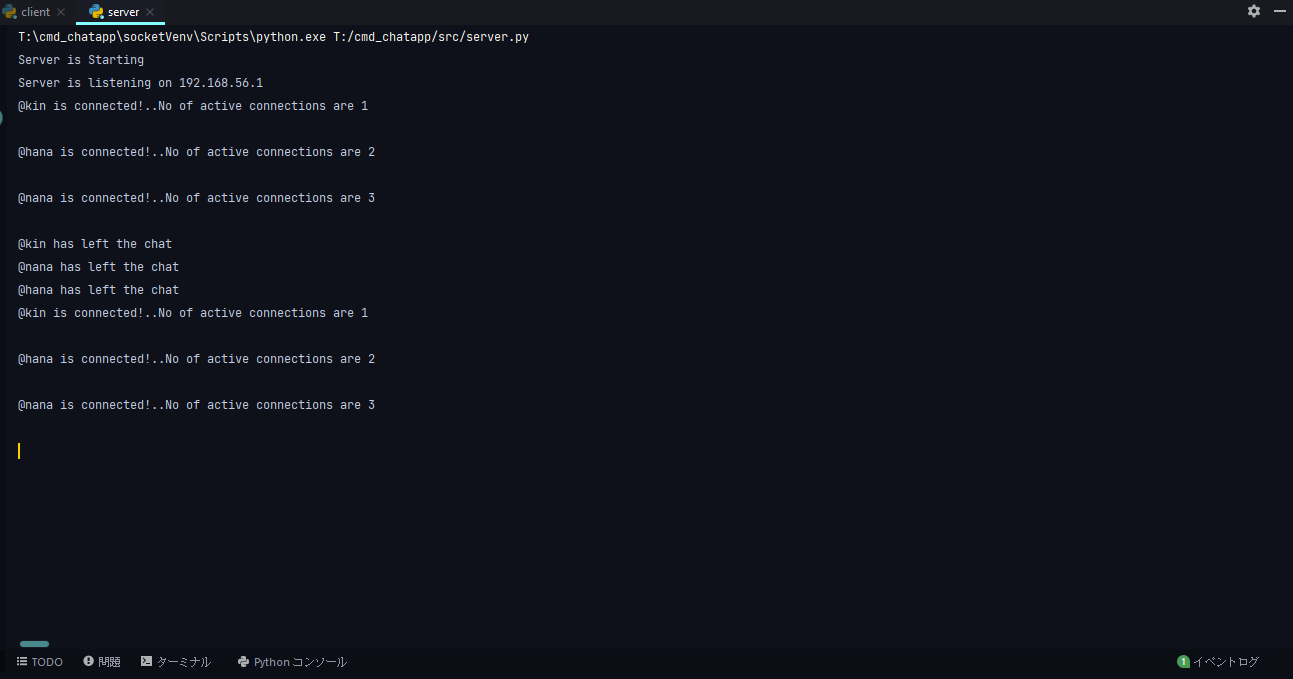 client
server
T:\cmd_chatapp\socketVenv\Scripts\python.exe T:/cmd_chatapp/src/server.py
Server is Starting
Server is listening on 192.168.56.1
@kin is connected!..No of active connections are 1
@hana is connected!..No of active connections are 2
@nana is connected!..No of active connections are 3
@kin has left the chat
@nana has left the chat
@hana has left the chat
@kin is connected!..No of active connections are 1
@hana is connected!..No of active connections are 2
@nana is connected!..No of active connections are 3
TODO
問題
ターミナル
Python コンソール
1 イベントログ